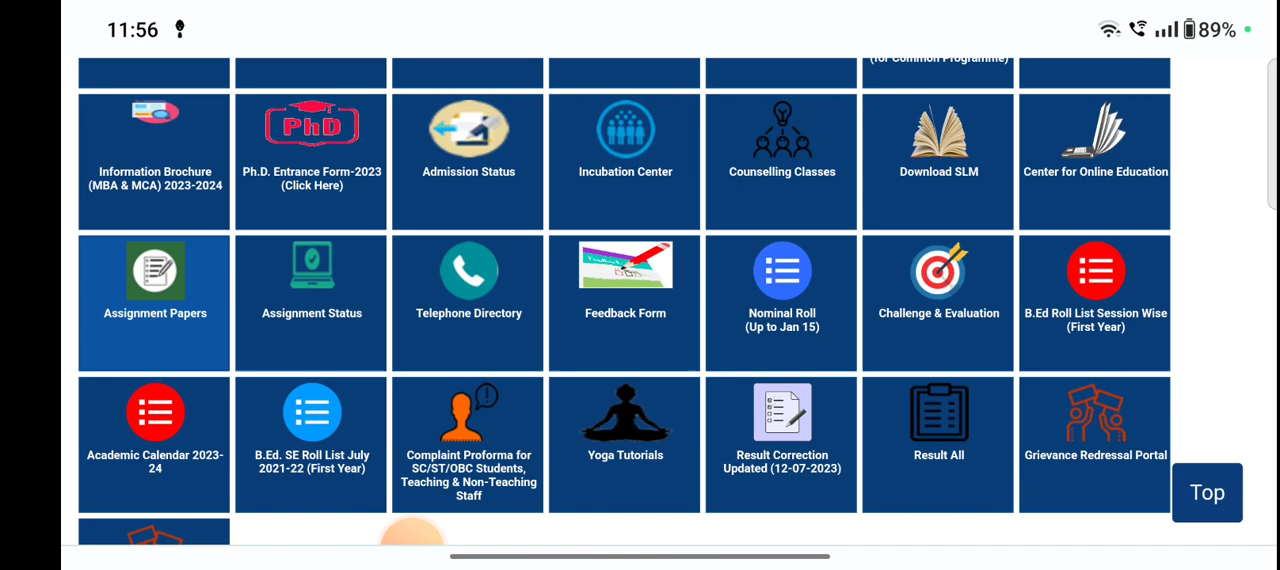 11:56
89%
(for Common Programme)
Information Brochure
(MBA & MCA) 2023-2024
PhD
Ph.D. Entrance Form-2023
(Click Here)
Admission Status
Incubation Center
Counselling Classes
Download SLM
Center for Online Education
Assignment Papers
Assignment Status
Telephone Directory
Feedback Form
Nominal Roll
(Up to Jan 15)
Challenge & Evaluation
B.Ed Roll List Session Wise
(First Year)
Academic Calendar 2023-
24
B.Ed. SE Roll List July
2021-22 (First Year)
Complaint Proforma for
SC/ST/OBC Students,
Teaching & Non-Teaching
Staff
Yoga Tutorials
Result Correction
Updated (12-07-2023)
Result All
Grievance Redressal Portal
Top